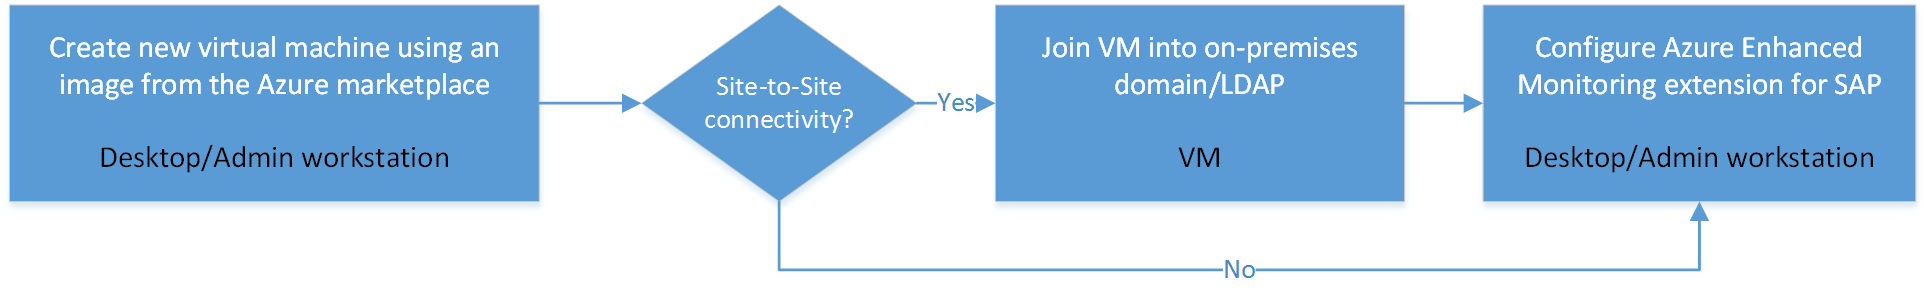 Create new virtual machine using an
image from the Azure marketplace
Desktop/Admin workstation
Site-to-Site
connectivity?
Yes
Join VM into on-premises
domain/LDAP
VM
Configure Azure Enhanced
Monitoring extension for SAP
Desktop/Admin workstation
No